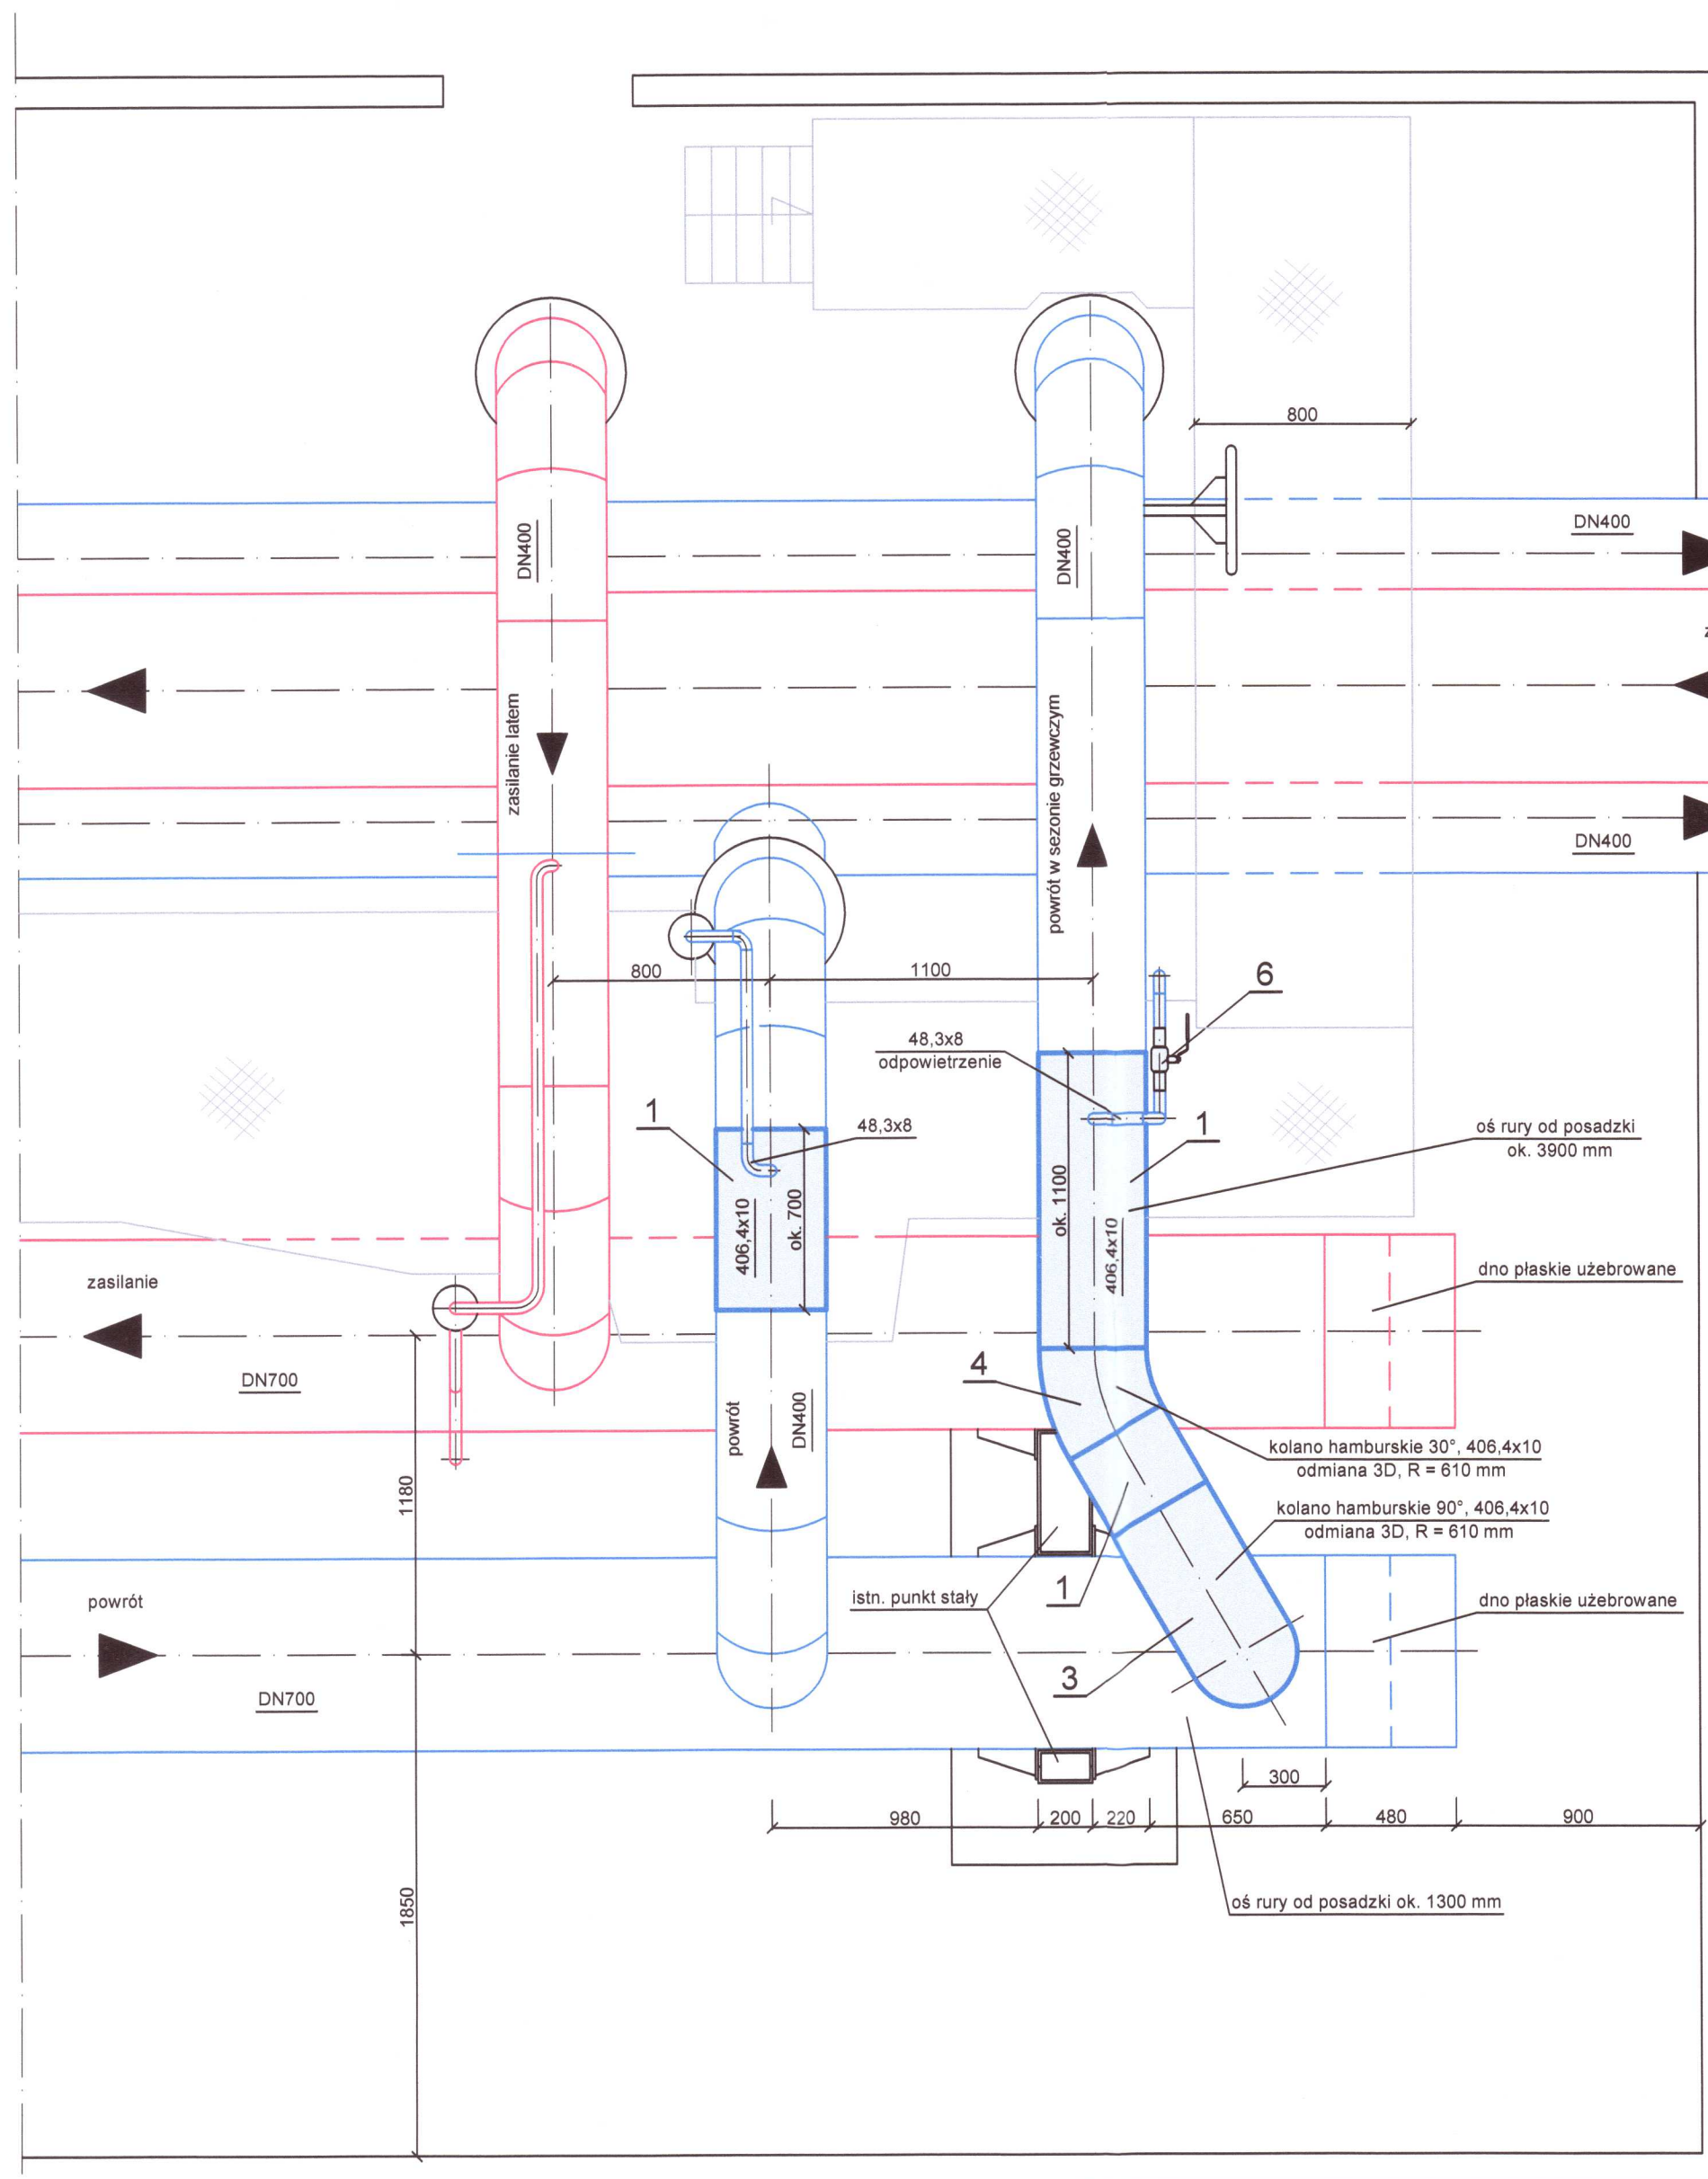 800
DN400
DN400
DN400
zasilanie latem
powrót w sezonie grzewczym
DN400
800
1100
6
48,3x8
odpowietrzenie
1
48,3x8
1
oś rury od posadzki
ok. 3900 mm
406,4x10
ok. 700
ok. 1100
406,4x10
zasilanie
dno płaskie użebrowane
DN700
4
powrót
DN400
kolano hamburskie 30°, 406,4x10
odmiana 3D, R = 610 mm
1180
kolano hamburskie 90°, 406,4x10
odmiana 3D, R = 610 mm
istn. punkt stały
1
powrót
dno płaskie użebrowane
3
DN700
300
980
200
220
650
480
900
1850
oś rury od posadzki ok. 1300 mm